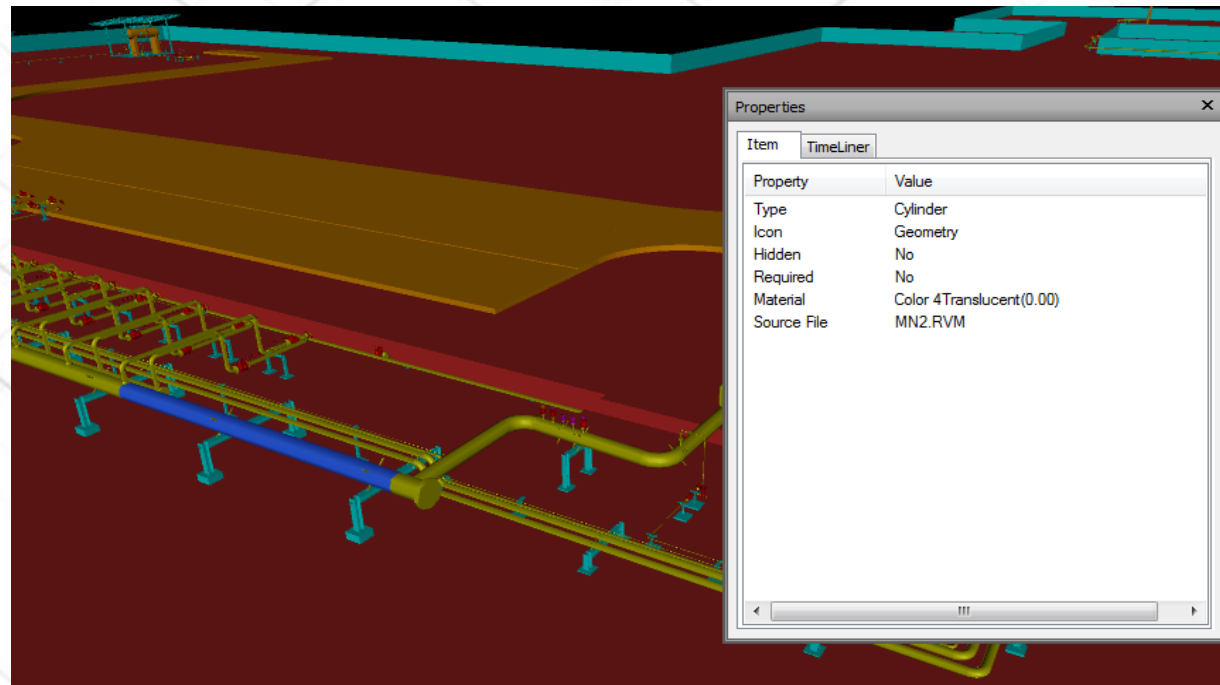 Properties
Item TimeLiner
Property Value
Type Cylinder
Icon Geometry
Hidden No
Required No
Material Color 4Translucent(0.00)
Source File MN2.RVM